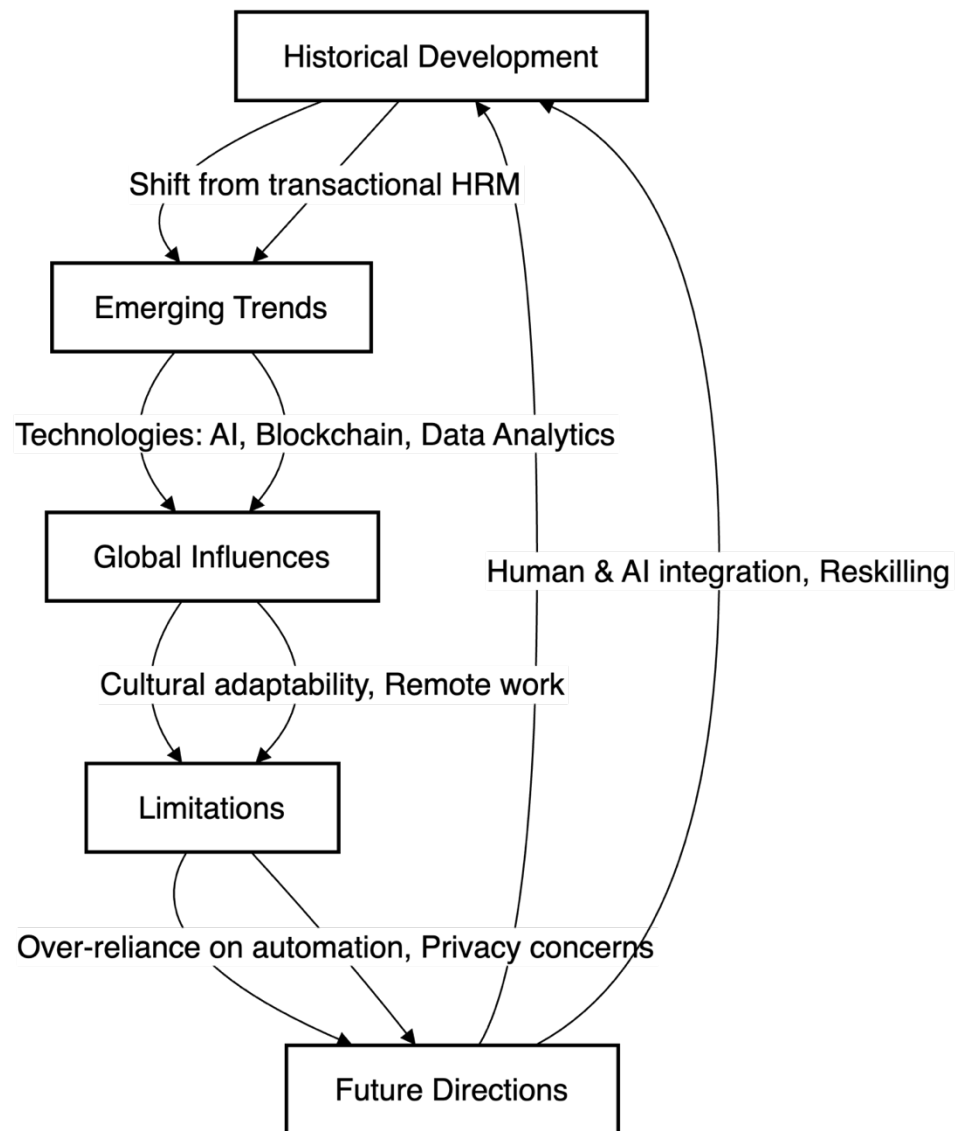 Historical Development
Shift from transactional HRM
Emerging Trends
Technologies: AI, Blockchain, Data Analytics
Global Influences
Human & AI integration, Reskilling
Cultural adaptability, Remote work
Limitations
Over-reliance on automation, Privacy concerns
Future Directions